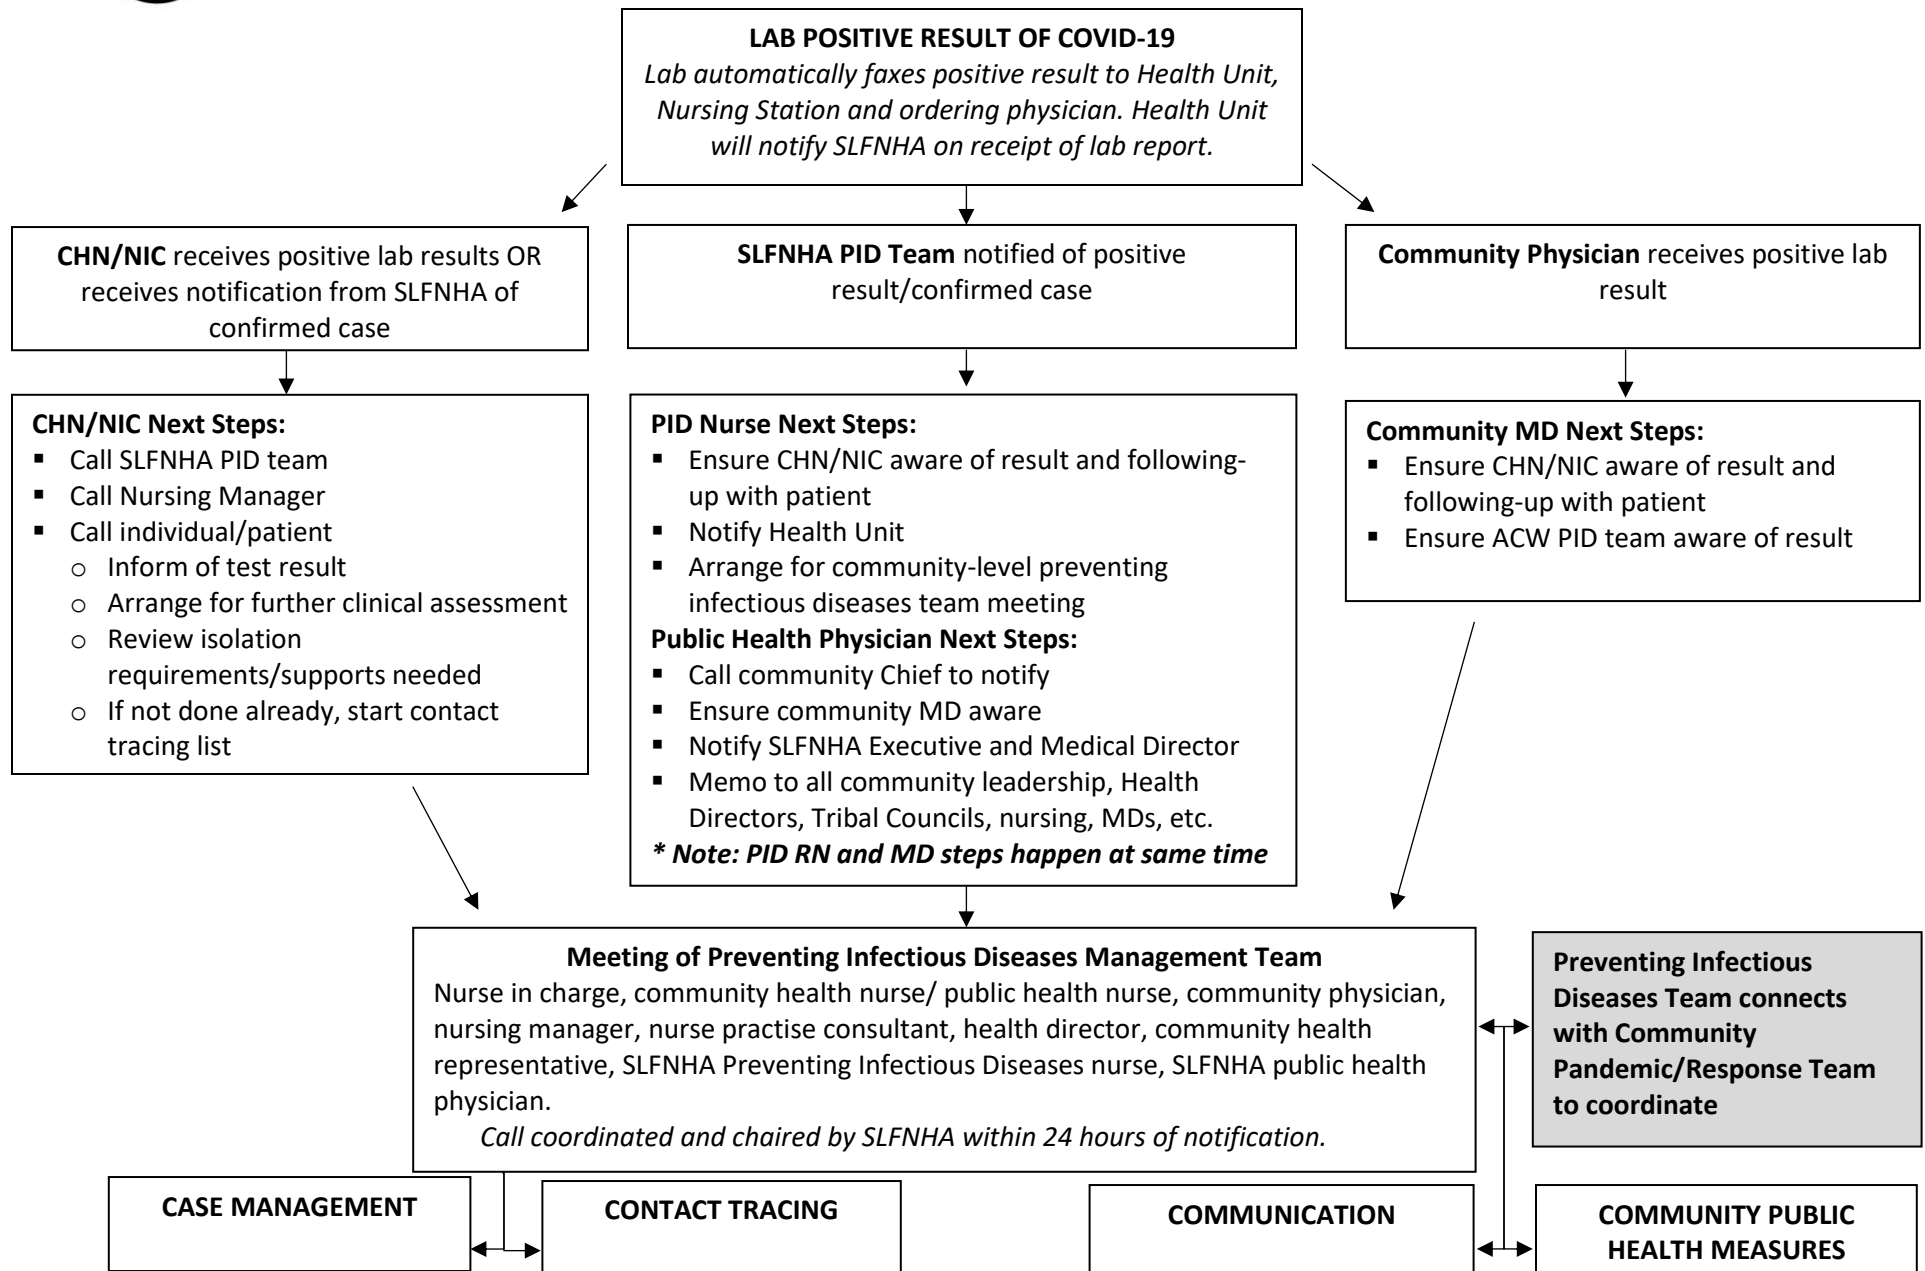 LAB POSITIVE RESULT OF COVID-19
Lab automatically faxes positive result to Health Unit,
Nursing Station and ordering physician. Health Unit
will notify SLFNHA on receipt of lab report.
CHN/NIC receives positive lab results OR
receives notification from SLFNHA of
confirmed case
SLFNHA PID Team notified of positive
result/confirmed case
Community Physician receives positive lab
result
CHN/NIC Next Steps:
▪ Call SLFNHA PID team
▪ Call Nursing Manager
▪ Call individual/patient
o Inform of test result
o Arrange for further clinical assessment
o Review isolation
requirements/supports needed
o If not done already, start contact
tracing list
PID Nurse Next Steps:
▪ Ensure CHN/NIC aware of result and following-
up with patient
▪ Notify Health Unit
▪ Arrange for community-level preventing
infectious diseases team meeting
Public Health Physician Next Steps:
▪ Call community Chief to notify
▪ Ensure community MD aware
▪ Notify SLFNHA Executive and Medical Director
▪ Memo to all community leadership, Health
Directors, Tribal Councils, nursing, MDs, etc.
* Note: PID RN and MD steps happen at same time
Community MD Next Steps:
▪ Ensure CHN/NIC aware of result and
following-up with patient
▪ Ensure ACW PID team aware of result
Meeting of Preventing Infectious Diseases Management Team
Nurse in charge, community health nurse/ public health nurse, community physician,
nursing manager, nurse practise consultant, health director, community health
representative, SLFNHA Preventing Infectious Diseases nurse, SLFNHA public health
physician.
Call coordinated and chaired by SLFNHA within 24 hours of notification.
Preventing Infectious
Diseases Team connects
with Community
Pandemic/Response Team
to coordinate
CASE MANAGEMENT
CONTACT TRACING
COMMUNICATION
COMMUNITY PUBLIC
HEALTH MEASURES